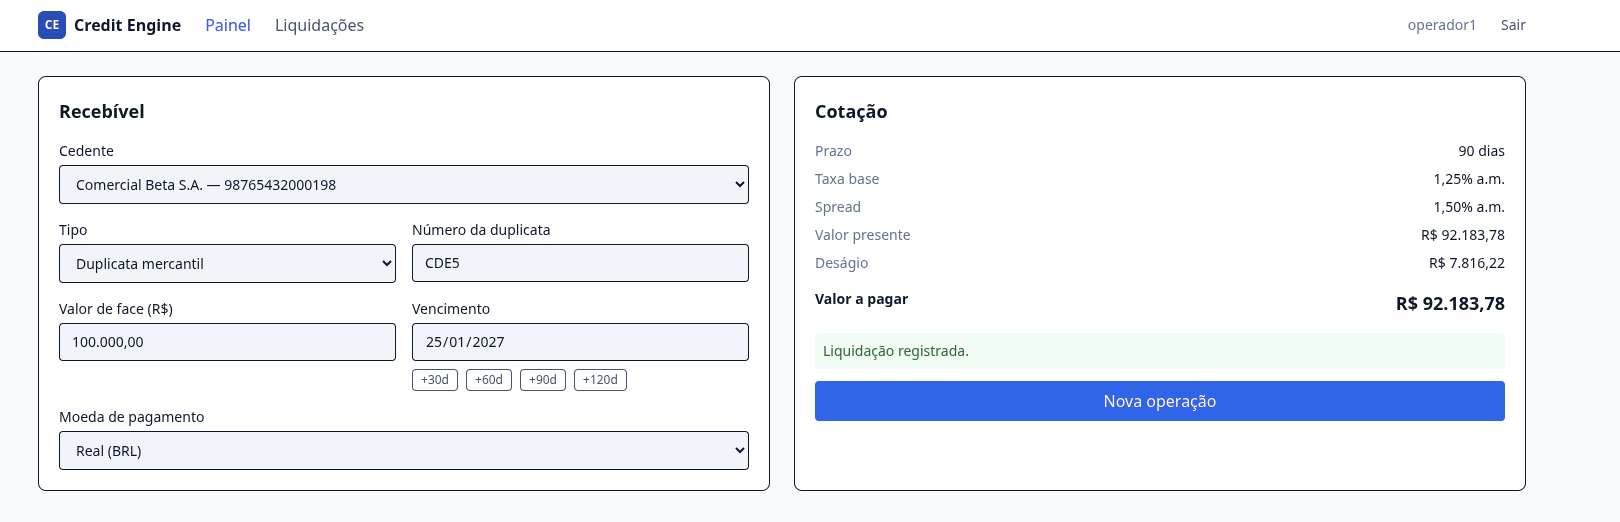 CE Credit Engine Painel Liquidações operador1 Sair
Recebível
Cedente
Comercial Beta S.A. — 98765432000198
Tipo Número da duplicata
Duplicata mercantil CDE5
Valor de face (R$) Vencimento
100.000,00 25/01/2027
+30d +60d +90d +120d
Moeda de pagamento
Real (BRL)
Cotação
Prazo 90 dias
Taxa base 1,25% a.m.
Spread 1,50% a.m.
Valor presente R$ 92.183,78
Deságio R$ 7.816,22
Valor a pagar R$ 92.183,78
Liquidação registrada.
Nova operação